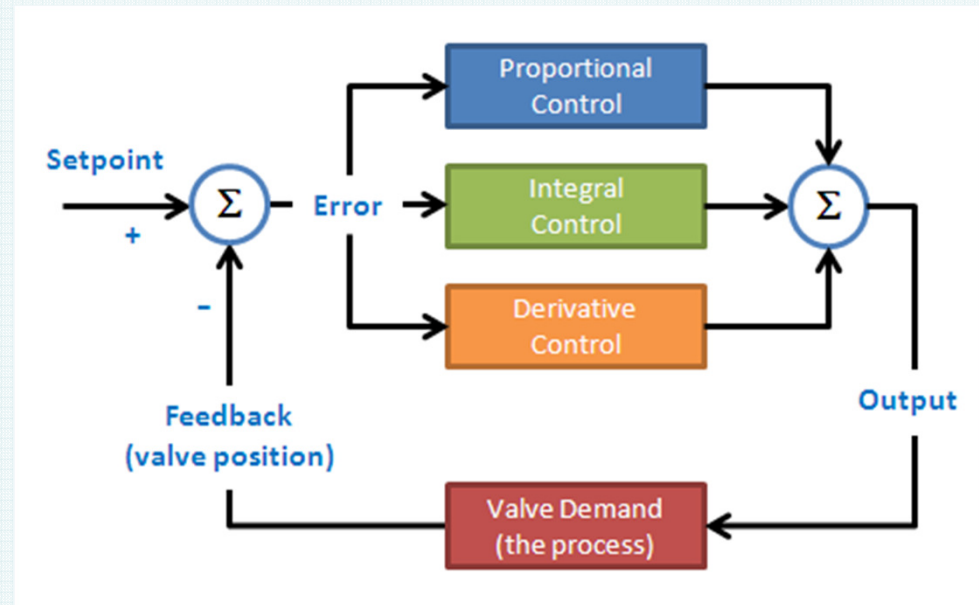 Proportional
Control
Setpoint
+
Σ
Error
Integral
Control
Σ
-
Derivative
Control
Feedback
(valve position)
Output
Valve Demand
(the process)